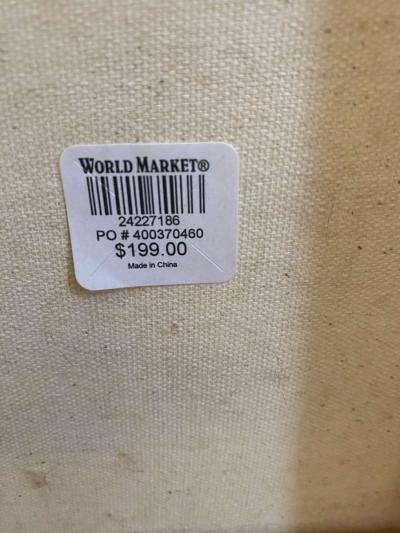 WORLD MARKET®
24227186
PO # 400370460
$199.00
Made in China